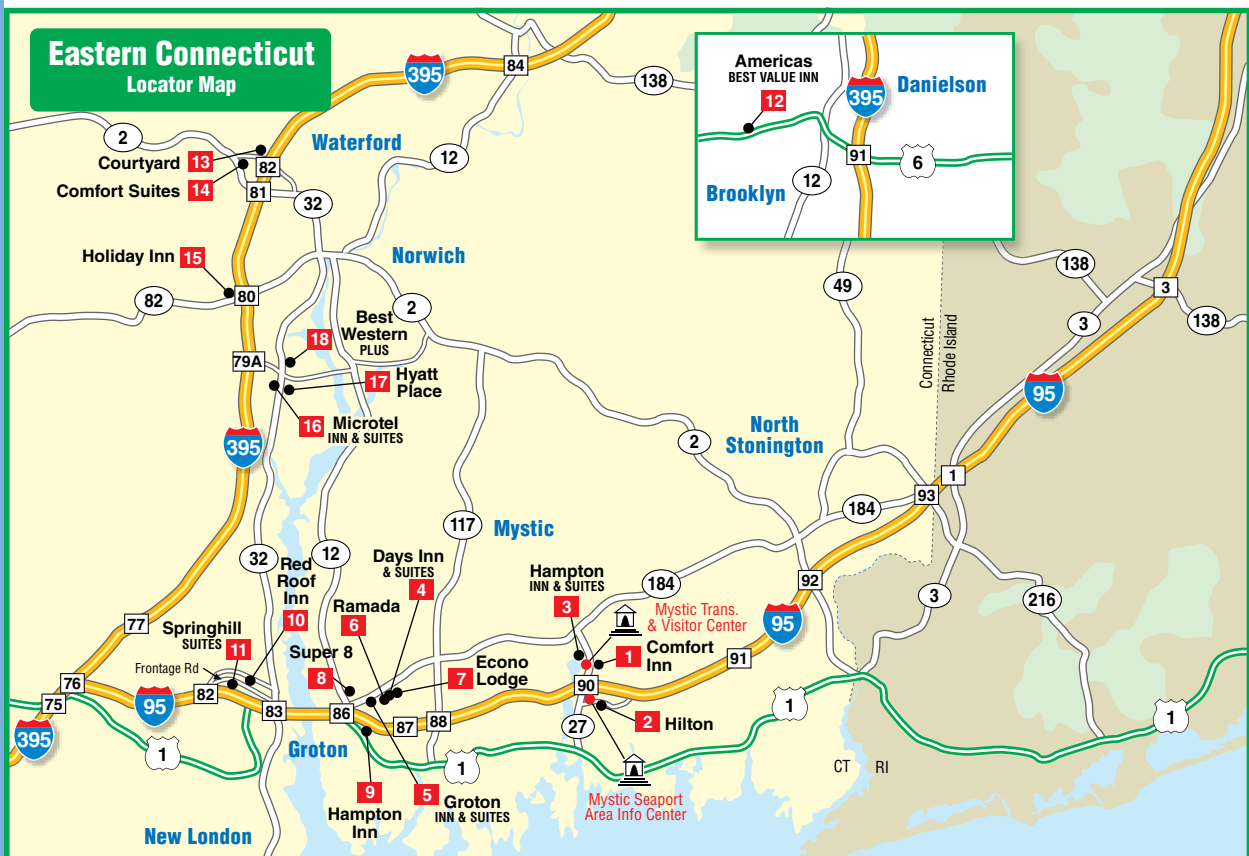 Eastern Connecticut
Locator Map
395
84
138
Americas
BEST VALUE INN
12
395
Danielson
91
6
Brooklyn
12
2
Waterford
12
Courtyard 13
82
Comfort Suites 14
81
32
Holiday Inn 15
Norwich
82
80
2
49
138
3
138
3
Connecticut
Rhode Island
18
Best
Western
PLUS
79A
17
Hyatt
Place
95
16
Microtel
INN & SUITES
395
2
North
Stonington
1
93
184
117
Mystic
32
12
Red
Roof
Inn
10
Days Inn
& SUITES
4
Hampton
INN & SUITES
3
184
92
3
216
Ramada
6
Mystic Trans.
& Visitor Center
95
77
Springhill
SUITES
11
Frontage Rd
Super 8
8
Econo
Lodge
7
1
Comfort
Inn
91
76
75
82
95
83
86
87
88
90
27
2
Hilton
1
1
395
1
Groton
1
CT
RI
9
Hampton
Inn
5
Groton
INN & SUITES
Mystic Seaport
Area Info Center
New London